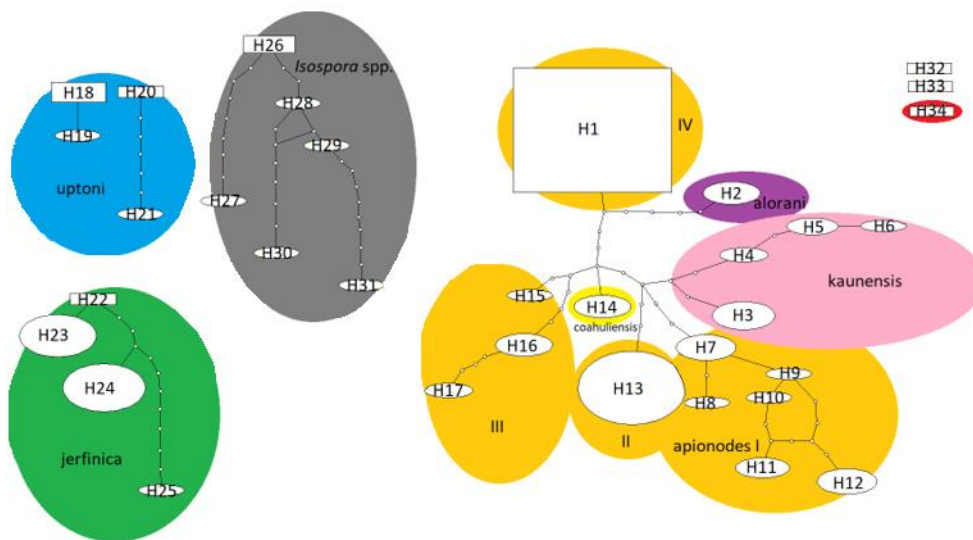 H18
H20
H19
uptoni
H21
H26
Isospora spp.
H28
H29
H27
H30
H31
H22
H23
H24
jerfinica
H25
H1
IV
H2
alorani
H5
H6
H4
kaunensis
H3
H15
H14
coahuliensis
H16
H17
III
H13
II
H7
H9
H10
H8
apionodes I
H11
H12
H32
H33
H34